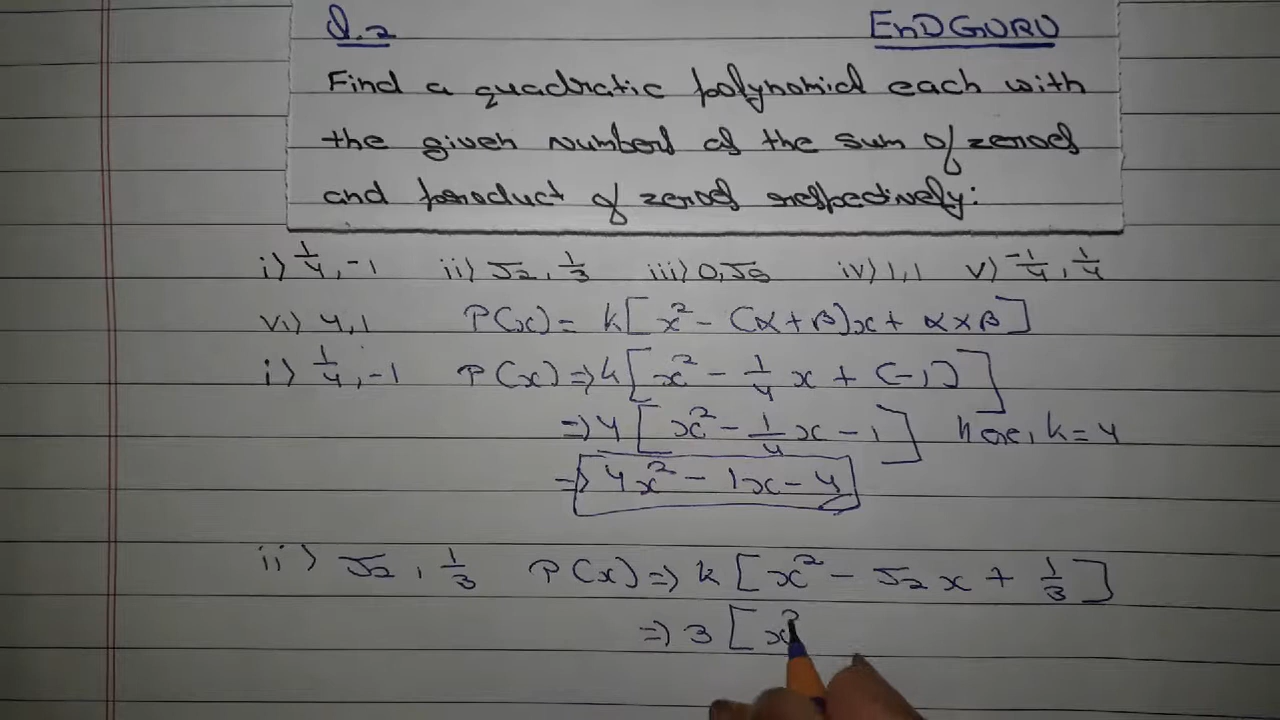 Q.2 EnDGURU
Find a quadratic polynomial each with
the given numbers as the sum of zeroes
and product of zeroes respectively:
i) 1/4, -1 ii) √2, 1/3 iii) 0, √5 iv) 1, 1 v) -1/4, 1/4
vi) 4, 1 P(x) = k[x² - (α + β)x + α × β]
i) 1/4, -1 P(x) ⇒ k[x² - 1/4 x + (-1)]
⇒ 4[x² - 1/4 x - 1] here, k = 4
⇒ 4x² - 1x - 4
ii) √2, 1/3 P(x) ⇒ k[x² - √2 x + 1/3]
⇒ 3[x²